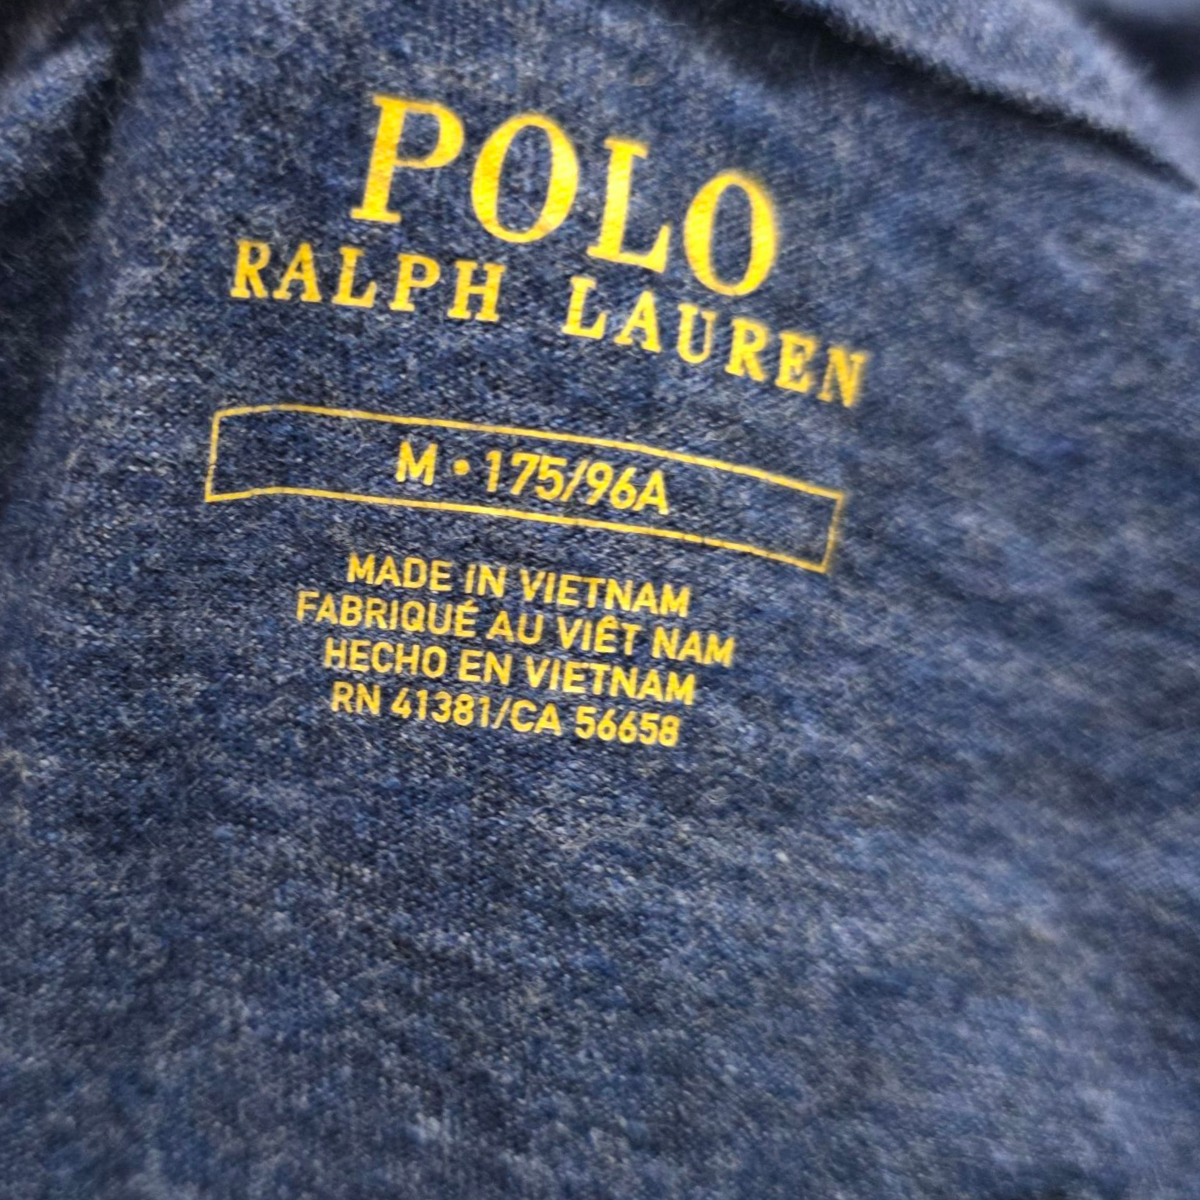 POLO
RALPH LAUREN
M • 175/96A
MADE IN VIETNAM
FABRIQUÉ AU VIÊT NAM
HECHO EN VIETNAM
RN 41381/CA 56658